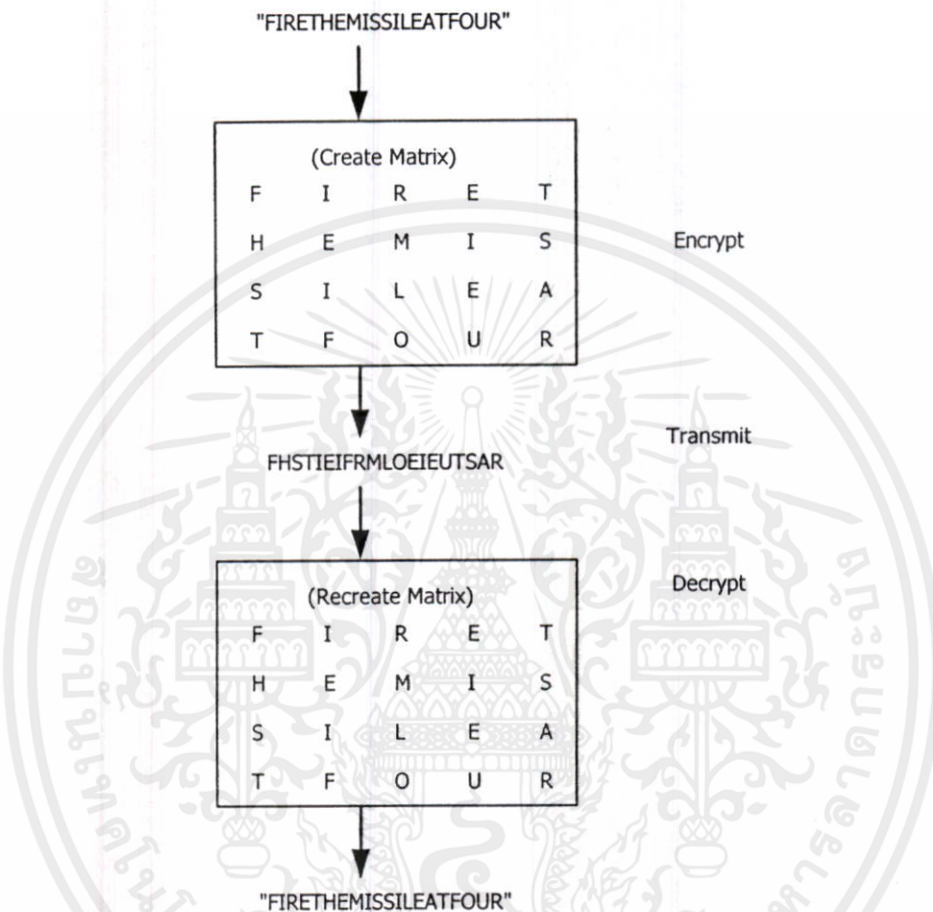 "FIRETHEMISSILEATFOUR"
(Create Matrix)
F I R E T
H E M I S
S I L E A
T F O U R
Encrypt
Transmit
FHSTIEIFRMLOEIEUTSAR
Decrypt
(Recreate Matrix)
F I R E T
H E M I S
S I L E A
T F O U R
"FIRETHEMISSILEATFOUR"